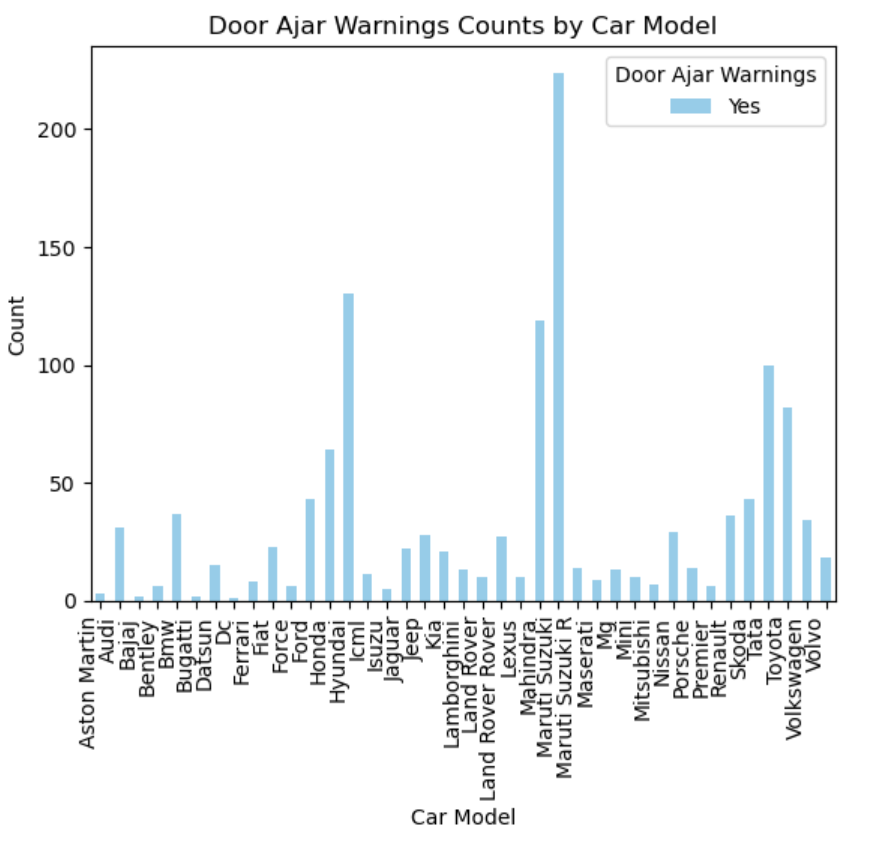 Door Ajar Warnings Counts by Car Model
Door Ajar Warnings
Yes
200
150
100
50
0
Count
Aston Martin
Audi
Bajaj
Bentley
Bmw
Bugatti
Datsun
Dc
Ferrari
Fiat
Force
Ford
Honda
Hyundai
Icml
Isuzu
Jaguar
Jeep
Kia
Lamborghini
Land Rover
Land Rover Rover
Lexus
Mahindra
Maruti Suzuki
Maruti Suzuki R
Maserati
Mg
Mini
Mitsubishi
Nissan
Porsche
Premier
Renault
Skoda
Tata
Toyota
Volkswagen
Volvo
Car Model